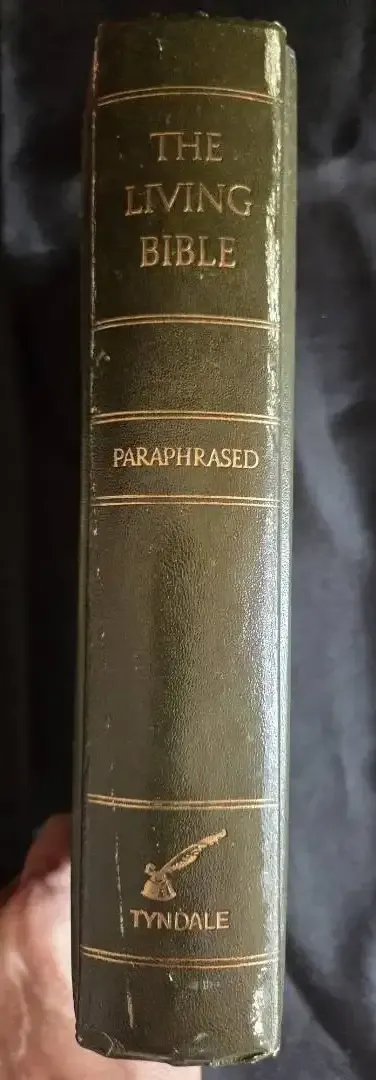 THE
LIVING
BIBLE
PARAPHRASED
TYNDALE